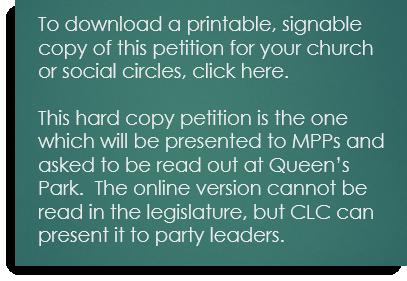 To download a printable, signable
copy of this petition for your church
or social circles, click here.

This hard copy petition is the one
which will be presented to MPPs and
asked to be read out at Queen’s
Park.  The online version cannot be
read in the legislature, but CLC can
present it to party leaders.